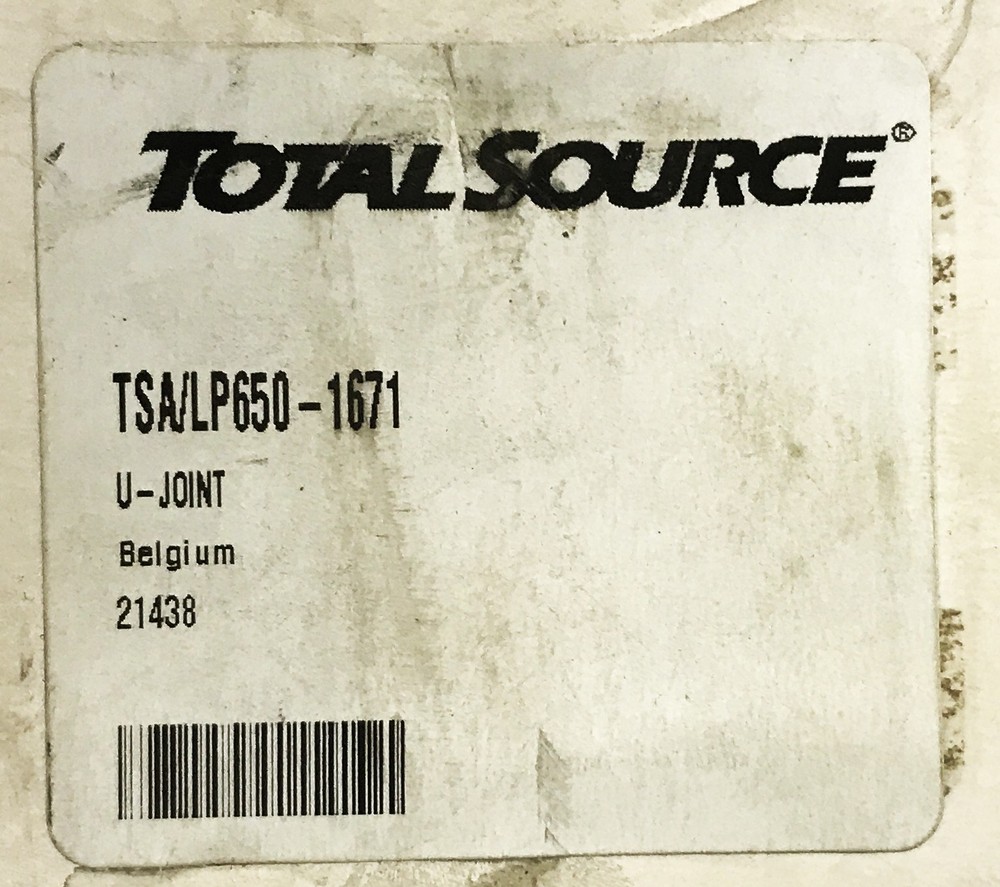 TOTALSOURCE®
TSA/LP650-1671
U-JOINT
Belgium
21438